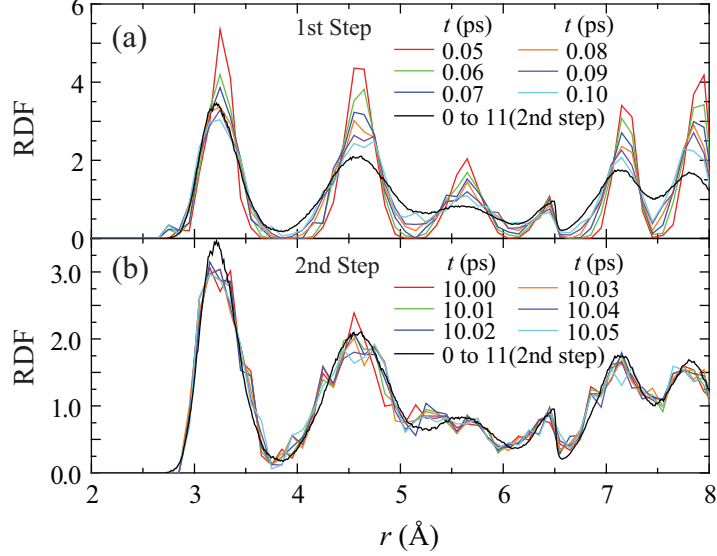 (a)
1st Step
t (ps) t (ps)
0.05 0.08
0.06 0.09
0.07 0.10
0 to 11(2nd step)
RDF
6
4
2
0
(b)
2nd Step
t (ps) t (ps)
10.00 10.03
10.01 10.04
10.02 10.05
0 to 11(2nd step)
RDF
3.0
2.0
1.0
0.0
2 3 4 5 6 7 8
r (Å)